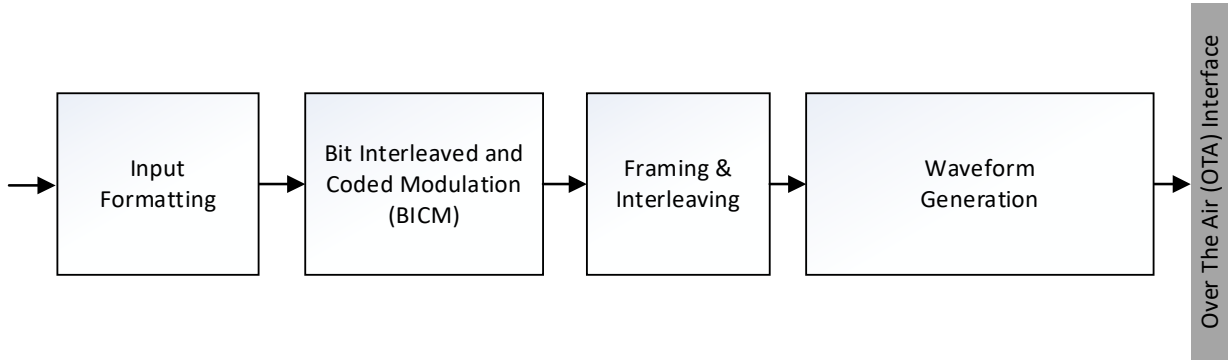 Input
Formatting
Bit Interleaved and
Coded Modulation
(BICM)
Framing &
Interleaving
Waveform
Generation
Over The Air (OTA) Interface